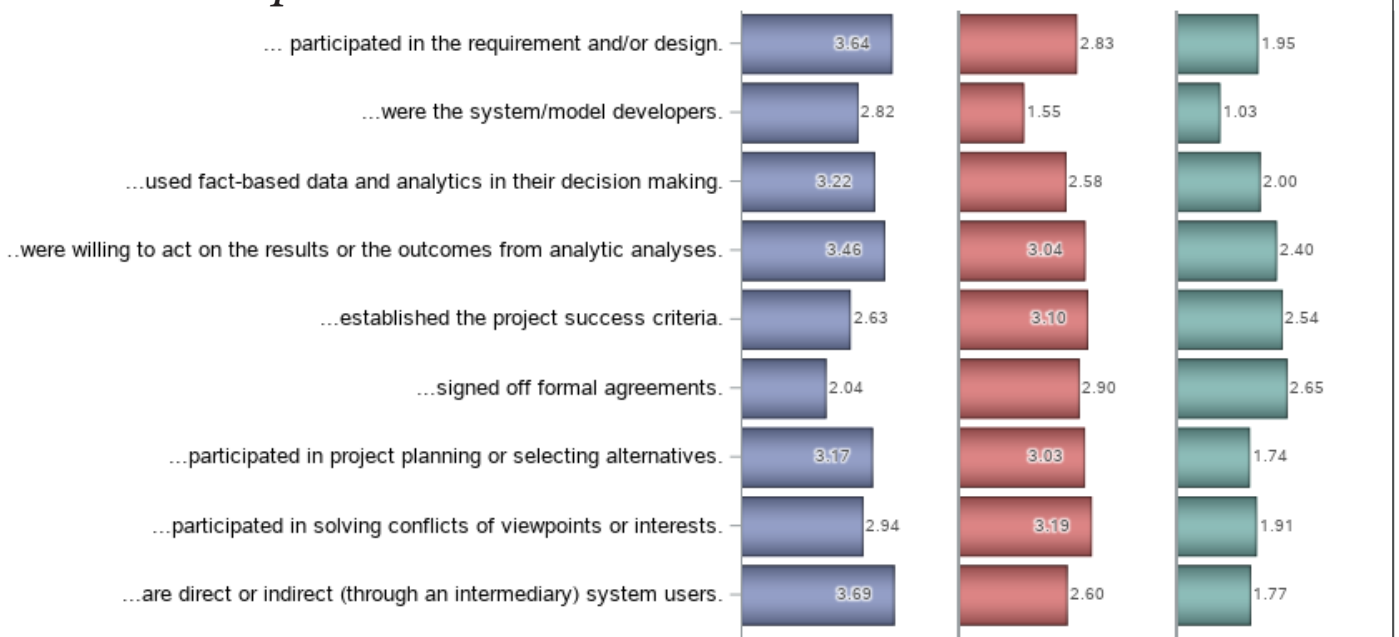 ... participated in the requirement and/or design. 3.64 2.83 1.95
...were the system/model developers. 2.82 1.55 1.03
...used fact-based data and analytics in their decision making. 3.22 2.58 2.00
..were willing to act on the results or the outcomes from analytic analyses. 3.46 3.04 2.40
...established the project success criteria. 2.63 3.10 2.54
...signed off formal agreements. 2.04 2.90 2.65
...participated in project planning or selecting alternatives. 3.17 3.03 1.74
...participated in solving conflicts of viewpoints or interests. 2.94 3.19 1.91
...are direct or indirect (through an intermediary) system users. 3.69 2.60 1.77